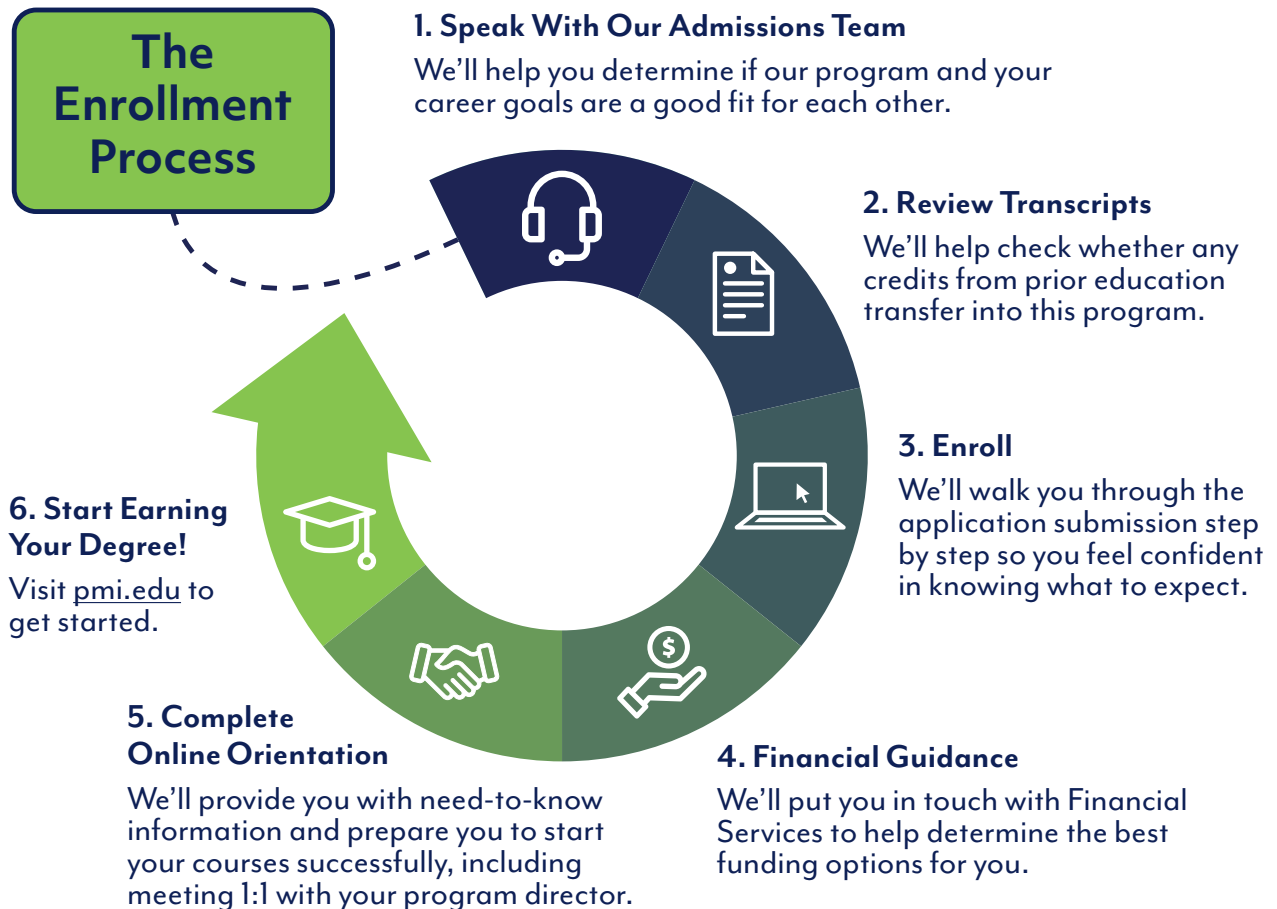 The
Enrollment
Process
1. Speak With Our Admissions Team
We’ll help you determine if our program and your
career goals are a good fit for each other.
2. Review Transcripts
We’ll help check whether any
credits from prior education
transfer into this program.
3. Enroll
We’ll walk you through the
application submission step
by step so you feel confident
in knowing what to expect.
$
4. Financial Guidance
We’ll put you in touch with Financial
Services to help determine the best
funding options for you.
5. Complete
Online Orientation
We’ll provide you with need-to-know
information and prepare you to start
your courses successfully, including
meeting 1:1 with your program director.
6. Start Earning
Your Degree!
Visit pmi.edu to
get started.